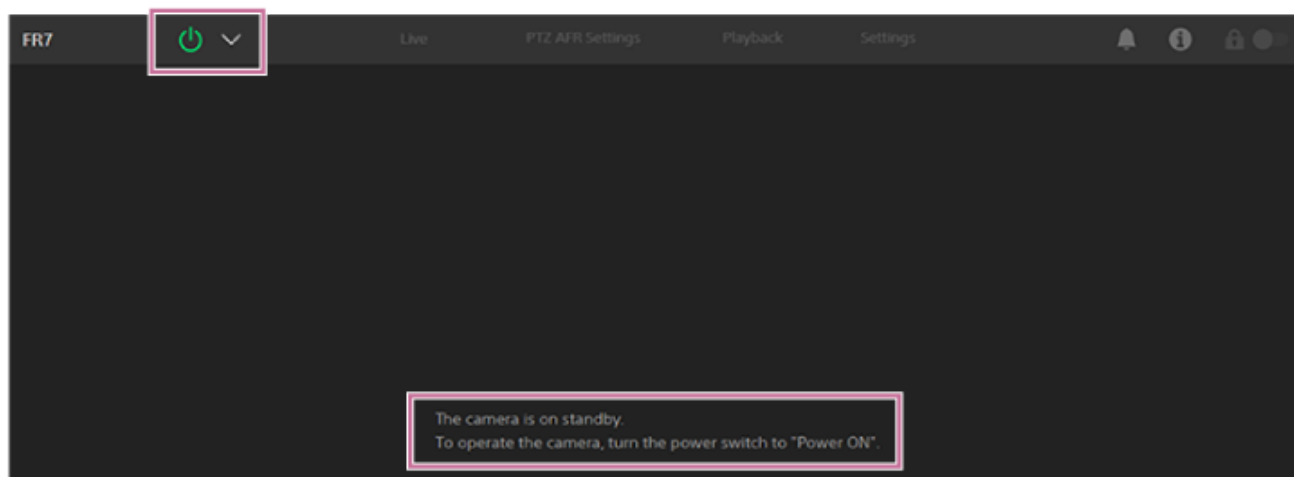 FR7 Live PTZ AFR Settings Playback Settings
The camera is on standby.
To operate the camera, turn the power switch to "Power ON".